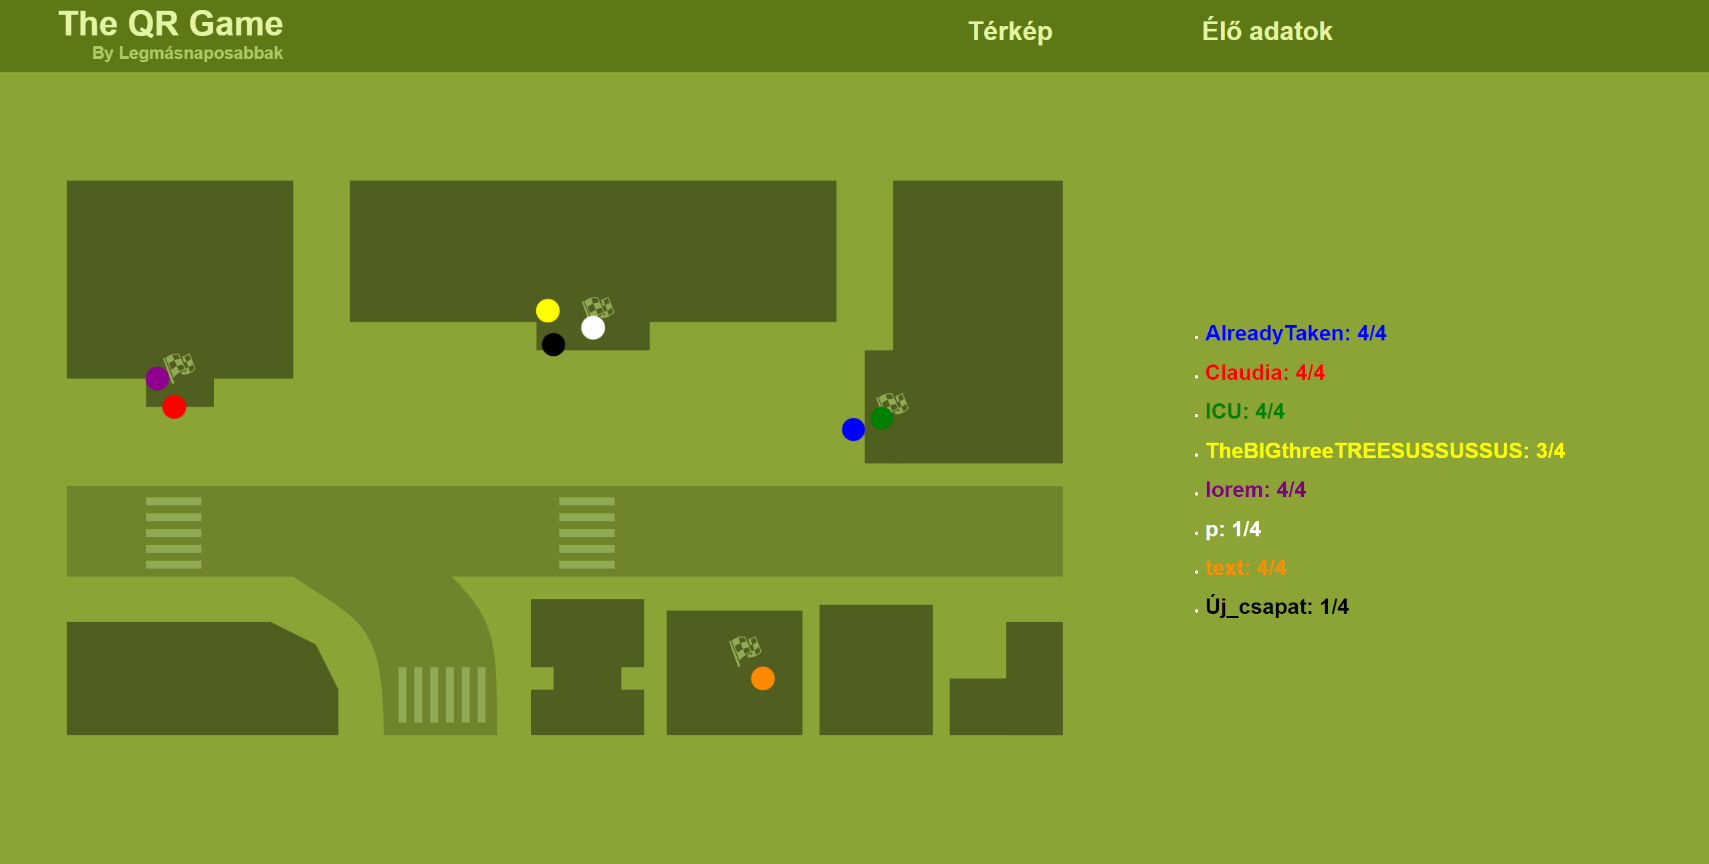 The QR Game
By Legmásnaposabbak
Térkép
Élő adatok
AlreadyTaken: 4/4
Claudia: 4/4
ICU: 4/4
TheBIGthreeTREESUSSUSSUS: 3/4
lorem: 4/4
p: 1/4
text: 4/4
Új_csapat: 1/4